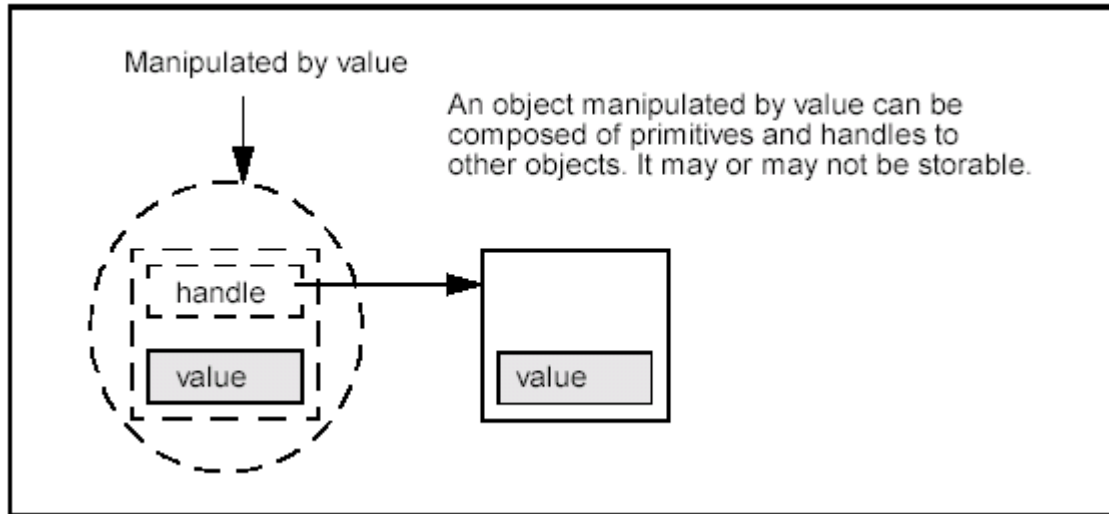 Manipulated by value
An object manipulated by value can be
composed of primitives and handles to
other objects. It may or may not be storable.
handle
value
value